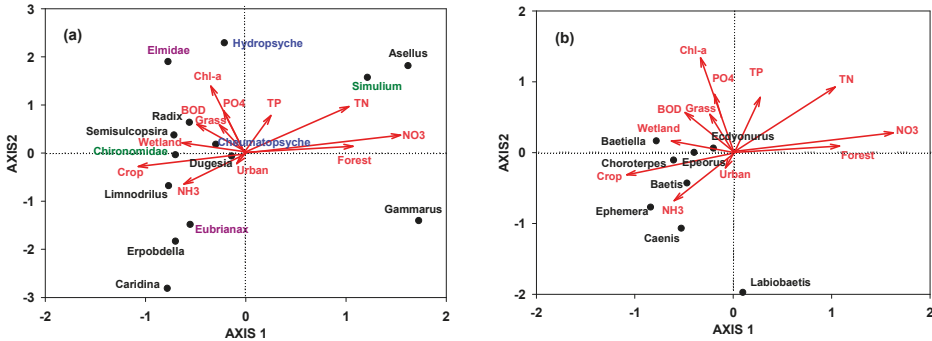 (a)
Hydropsyche
Elmidae
Asellus
Simulium
Chl-a
PO4
TP
TN
BOD
Grass
Radix
Semisulcopsira
Wetland
Cheumatopsyche
NO3
Chironomidae
Dugesia
Forest
Crop
Urban
NH3
Limnodrilus
Gammarus
Eubrianax
Erpobdella
Caridina
AXIS2
3
2
1
0
-1
-2
-3
-2
-1
0
1
2
AXIS 1
(b)
Chl-a
PO4
TP
TN
BOD
Grass
Wetland
Ecdyonurus
NO3
Baetiella
Forest
Choroterpes
Epeorus
Urban
Crop
Baetis
NH3
Ephemera
Caenis
Labiobaetis
AXIS2
2
1
0
-1
-2
-2
-1
0
1
2
AXIS 1